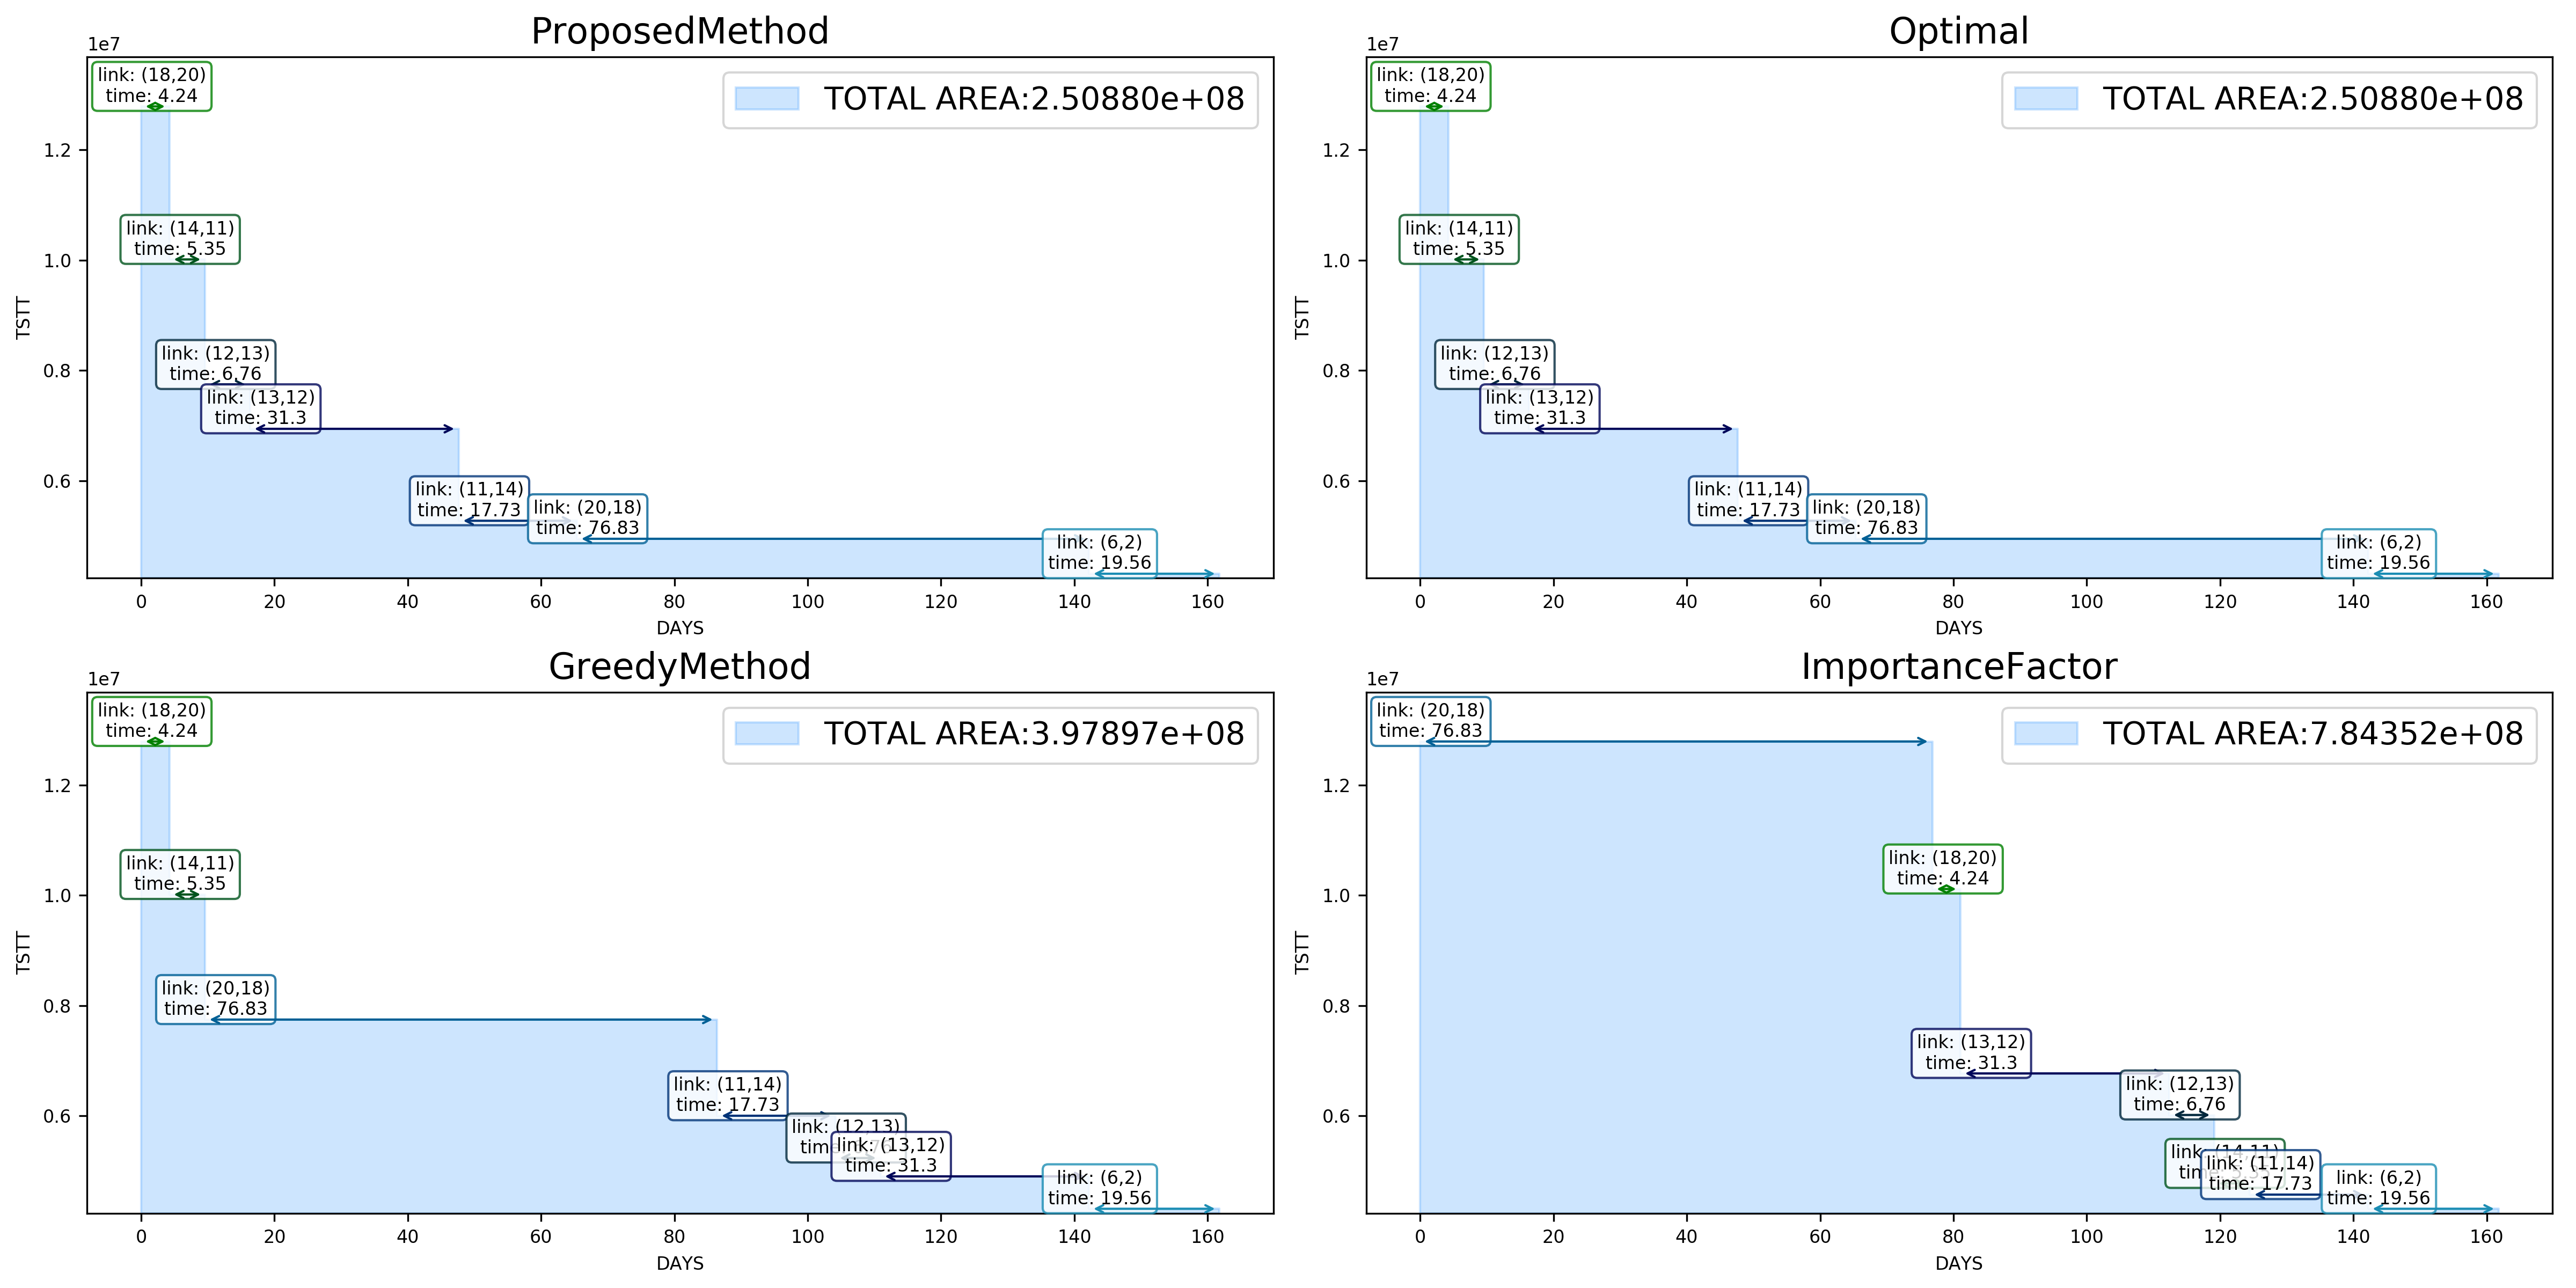 ProposedMethod
1e7
TOTAL AREA:2.50880e+08
link: (18,20)
time: 4.24
link: (14,11)
time: 5.35
link: (12,13)
time: 6.76
link: (13,12)
time: 31.3
link: (11,14)
time: 17.73
link: (20,18)
time: 76.83
link: (6,2)
time: 19.56
1.2
1.0
0.8
0.6
TSTT
0 20 40 60 80 100 120 140 160
DAYS
Optimal
1e7
TOTAL AREA:2.50880e+08
link: (18,20)
time: 4.24
link: (14,11)
time: 5.35
link: (12,13)
time: 6.76
link: (13,12)
time: 31.3
link: (11,14)
time: 17.73
link: (20,18)
time: 76.83
link: (6,2)
time: 19.56
1.2
1.0
0.8
0.6
TSTT
0 20 40 60 80 100 120 140 160
DAYS
GreedyMethod
1e7
TOTAL AREA:3.97897e+08
link: (18,20)
time: 4.24
link: (14,11)
time: 5.35
link: (20,18)
time: 76.83
link: (11,14)
time: 17.73
link: (12,13)
link: (13,12)
time: 31.3
link: (6,2)
time: 19.56
1.2
1.0
0.8
0.6
TSTT
0 20 40 60 80 100 120 140 160
DAYS
ImportanceFactor
1e7
TOTAL AREA:7.84352e+08
link: (20,18)
time: 76.83
link: (18,20)
time: 4.24
link: (13,12)
time: 31.3
link: (12,13)
time: 6.76
link: (14,11)
link: (11,14)
time: 17.73
link: (6,2)
time: 19.56
1.2
1.0
0.8
0.6
TSTT
0 20 40 60 80 100 120 140 160
DAYS